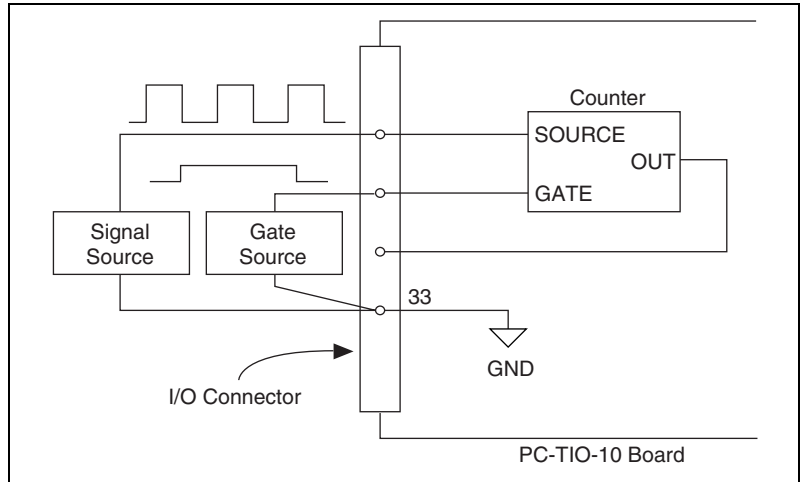 Counter
SOURCE
OUT
GATE
Signal
Source
Gate
Source
33
GND
I/O Connector
PC-TIO-10 Board